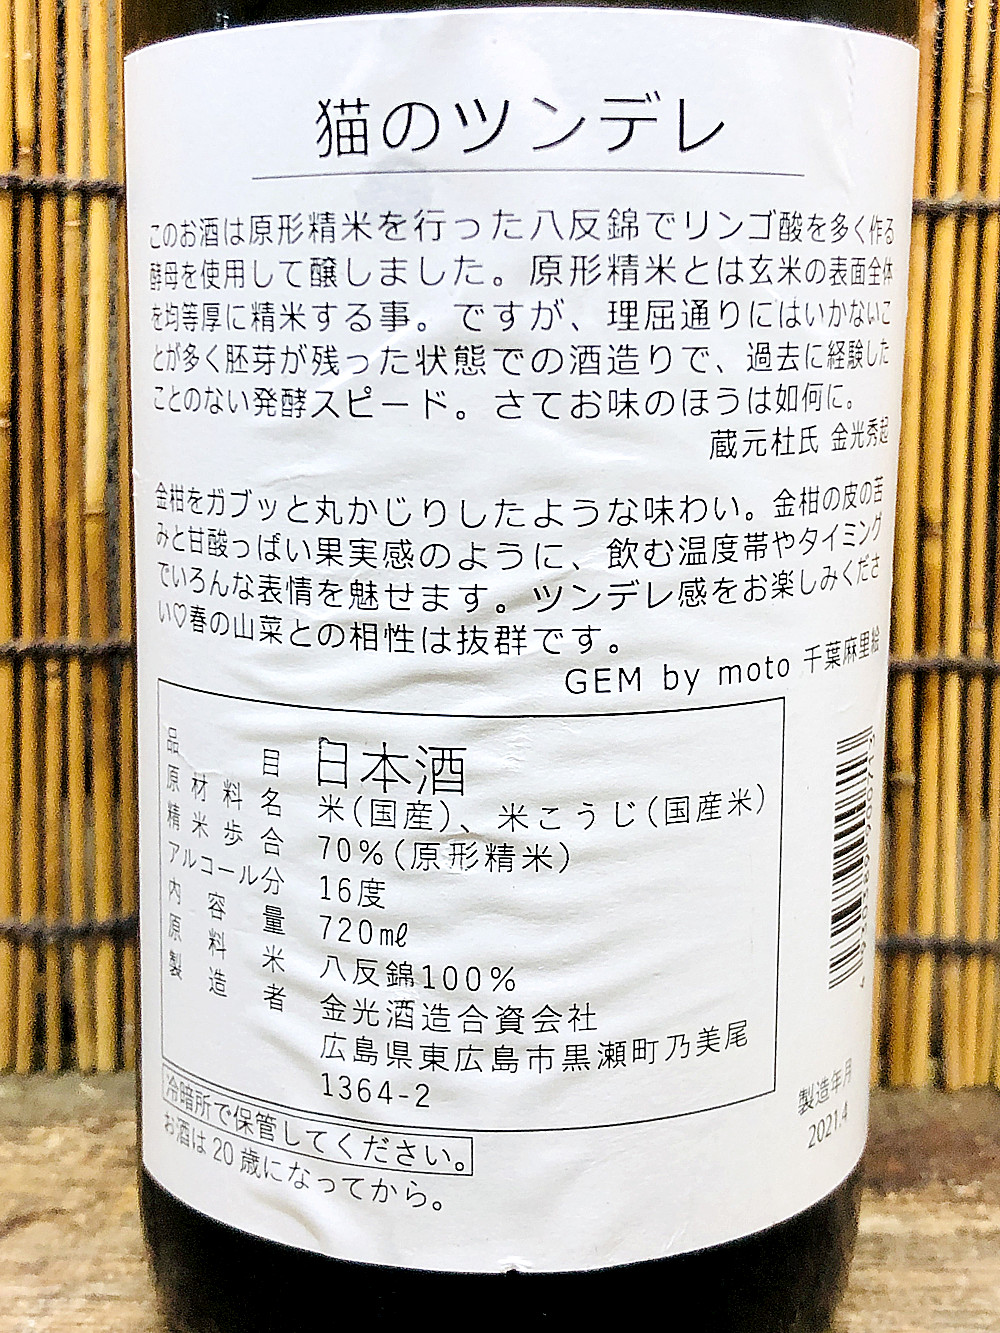 猫のツンデレ
このお酒は原形精米を行った八反錦でリンゴ酸を多く作る
酵母を使用して醸しました。原形精米とは玄米の表面全体
を均等厚に精米する事。ですが、理屈通りにはいかないこ
とが多く胚芽が残った状態での酒造りで、過去に経験した
ことのない発酵スピード。さてお味のほうは如何に。
蔵元杜氏 金光秀起
金柑をガブッと丸かじりしたような味わい。金柑の皮の苦
みと甘酸っぱい果実感のように、飲む温度帯やタイミング
でいろんな表情を魅せます。ツンデレ感をお楽しみくださ
い♡春の山菜との相性は抜群です。
GEM by moto 千葉麻里絵
品目 日本酒
原材料名 米(国産)、米こうじ(国産米)
精米歩合 70%(原形精米)
アルコール分 16度
内容量 720ml
原料米 八反錦100%
製造者 金光酒造合資会社
広島県東広島市黒瀬町乃美尾
1364-2
冷暗所で保管してください。
お酒は20歳になってから。
製造年月
2021.4